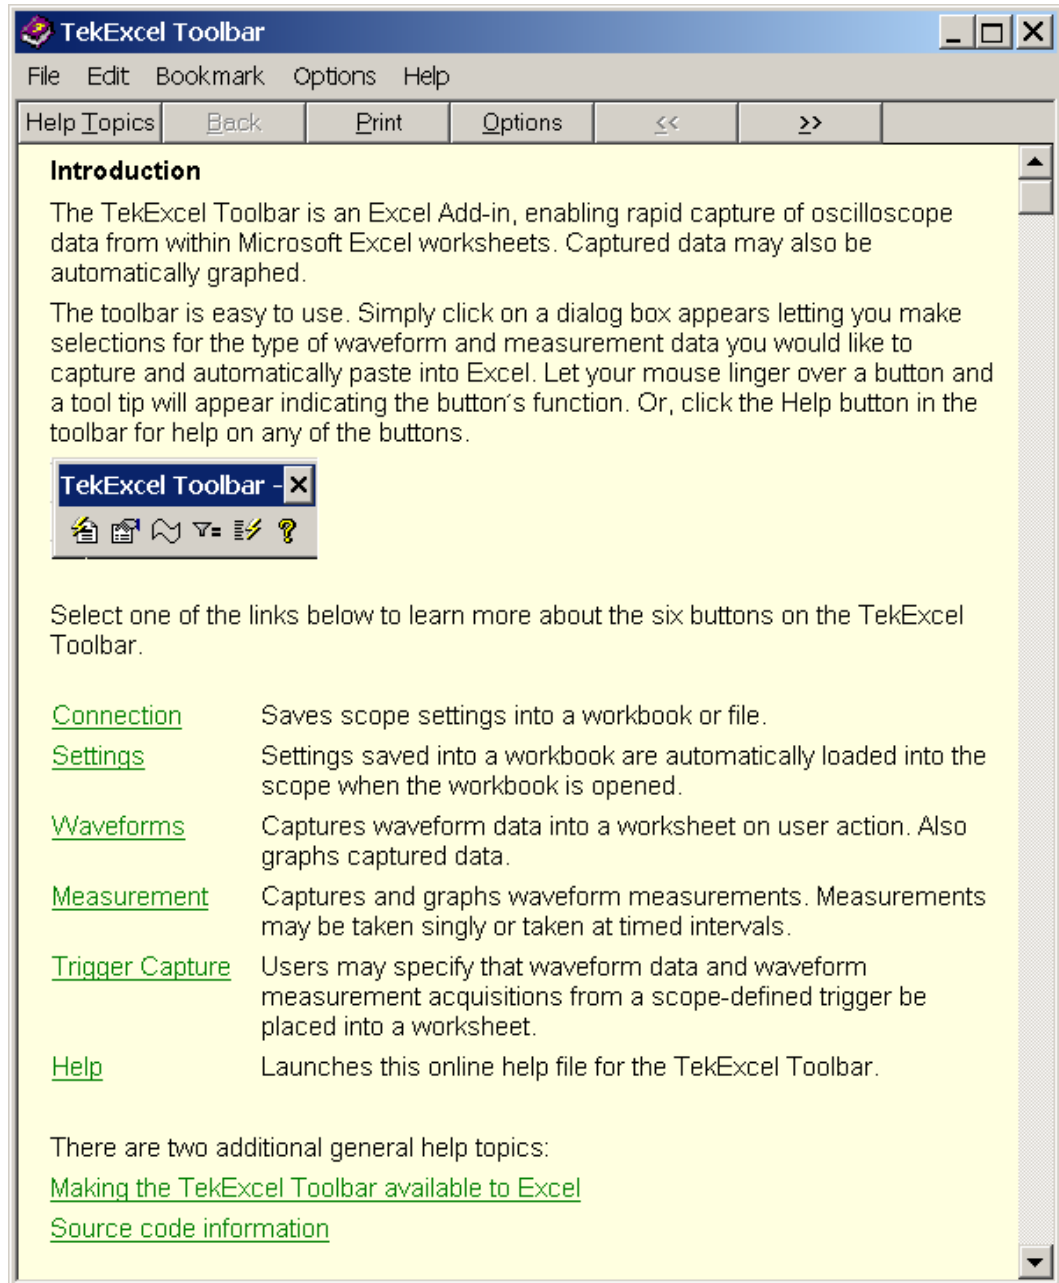 TekExcel Toolbar
File Edit Bookmark Options Help
Help Topics Back Print Options << >>
Introduction
The TekExcel Toolbar is an Excel Add-in, enabling rapid capture of oscilloscope
data from within Microsoft Excel worksheets. Captured data may also be
automatically graphed.
The toolbar is easy to use. Simply click on a dialog box appears letting you make
selections for the type of waveform and measurement data you would like to
capture and automatically paste into Excel. Let your mouse linger over a button and
a tool tip will appear indicating the button's function. Or, click the Help button in the
toolbar for help on any of the buttons.
TekExcel Toolbar -
Select one of the links below to learn more about the six buttons on the TekExcel
Toolbar.
Connection Saves scope settings into a workbook or file.
Settings Settings saved into a workbook are automatically loaded into the
scope when the workbook is opened.
Waveforms Captures waveform data into a worksheet on user action. Also
graphs captured data.
Measurement Captures and graphs waveform measurements. Measurements
may be taken singly or taken at timed intervals.
Trigger Capture Users may specify that waveform data and waveform
measurement acquisitions from a scope-defined trigger be
placed into a worksheet.
Help Launches this online help file for the TekExcel Toolbar.
There are two additional general help topics:
Making the TekExcel Toolbar available to Excel
Source code information